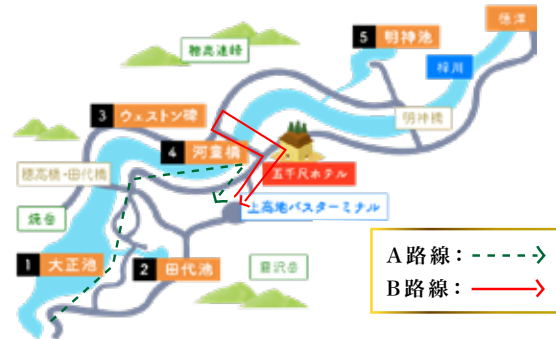 徳澤
5 明神池
穂高連峰
梓川
3 ウェストン碑
明神橋
4 河童橋
穂高橋・田代橋
五千尺ホテル
上高地バスターミナル
焼岳
1 大正池
2 田代池
霞沢岳
A路線：
B路線：